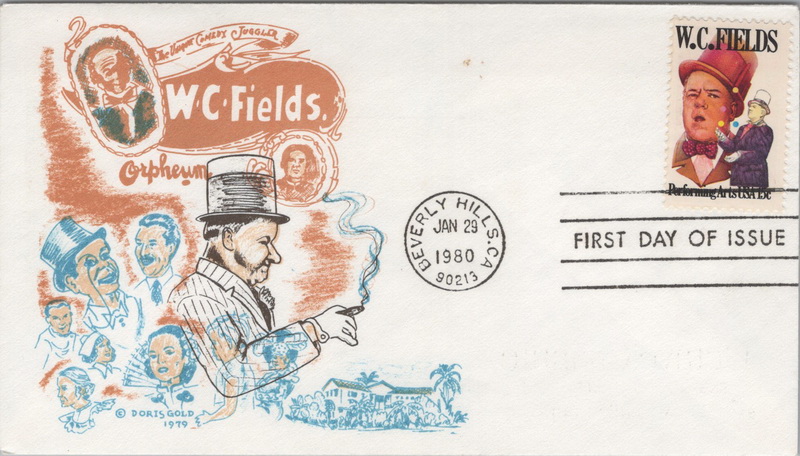 The Unique Comedy Juggler
W.C. Fields.
Orpheum
© DORIS GOLD
1979
BEVERLY HILLS, CA
JAN 29
1980
90213
W.C. FIELDS
Performing Arts USA 15c
FIRST DAY OF ISSUE